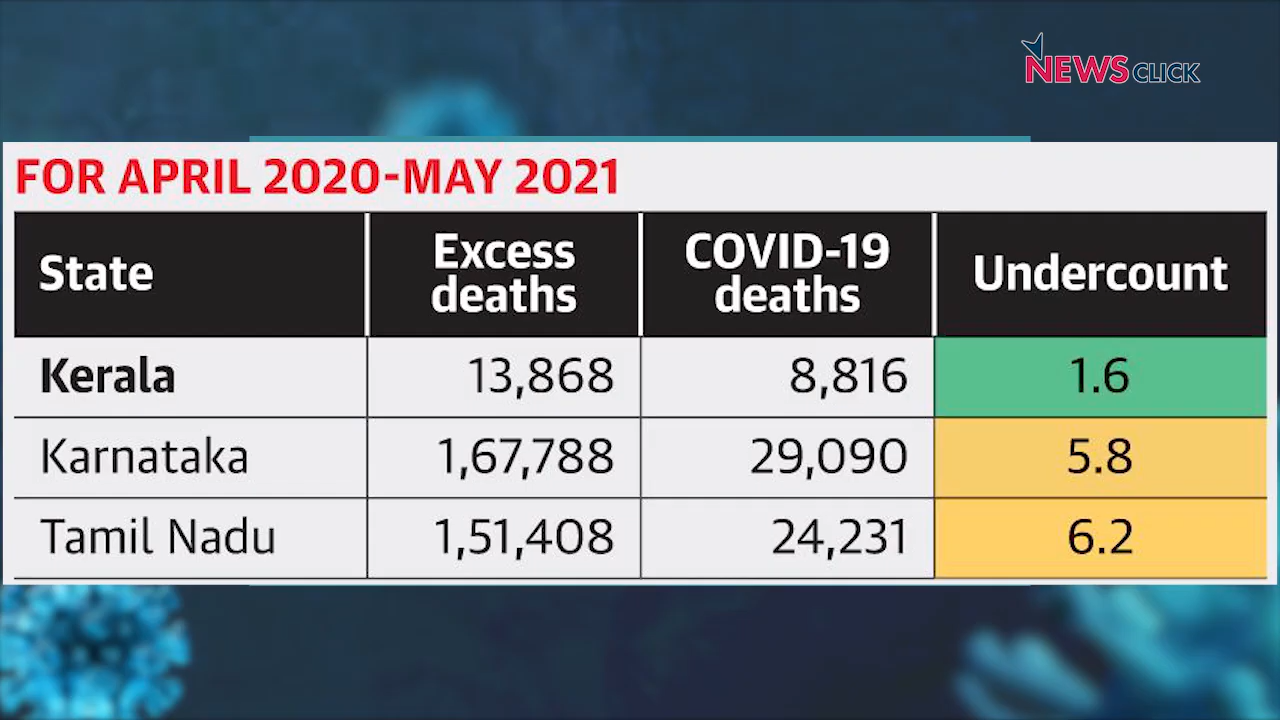 NEWSCLICK
FOR APRIL 2020-MAY 2021
State Excess deaths COVID-19 deaths Undercount
Kerala 13,868 8,816 1.6
Karnataka 1,67,788 29,090 5.8
Tamil Nadu 1,51,408 24,231 6.2